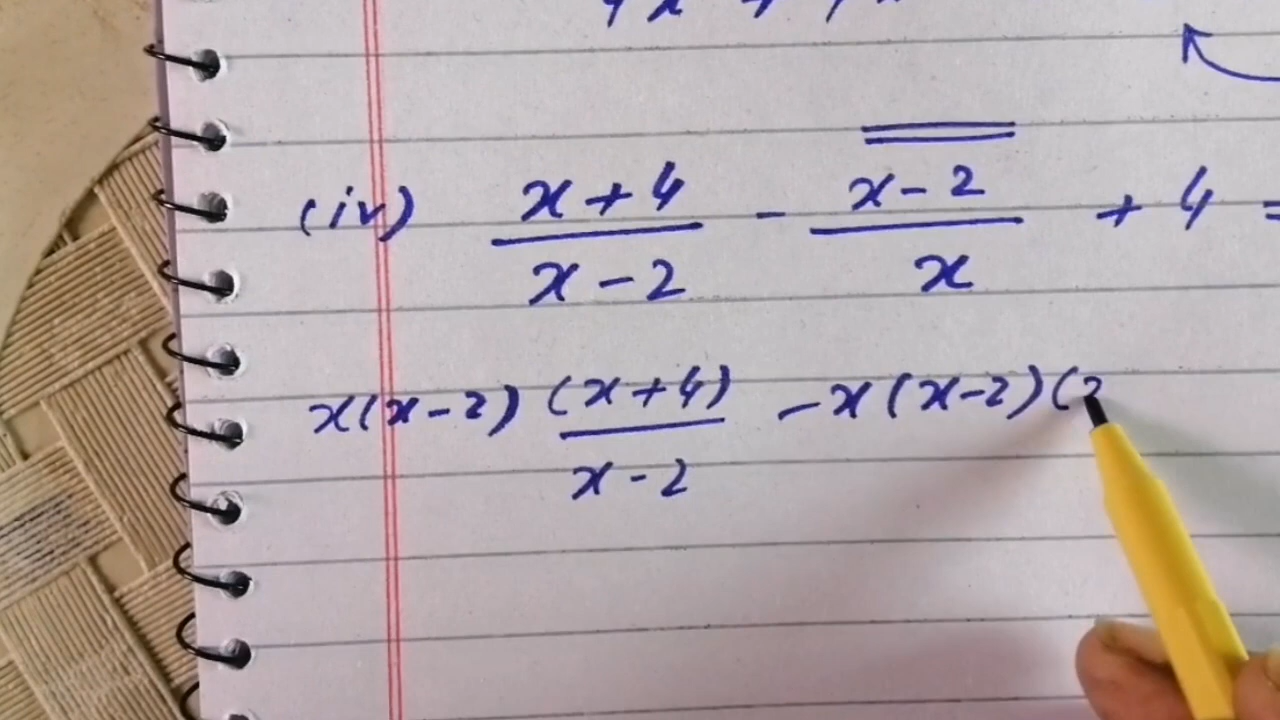 (iv) x+4/x-2 - x-2/x + 4 =
x(x-2) (x+4)/x-2 - x(x-2)(